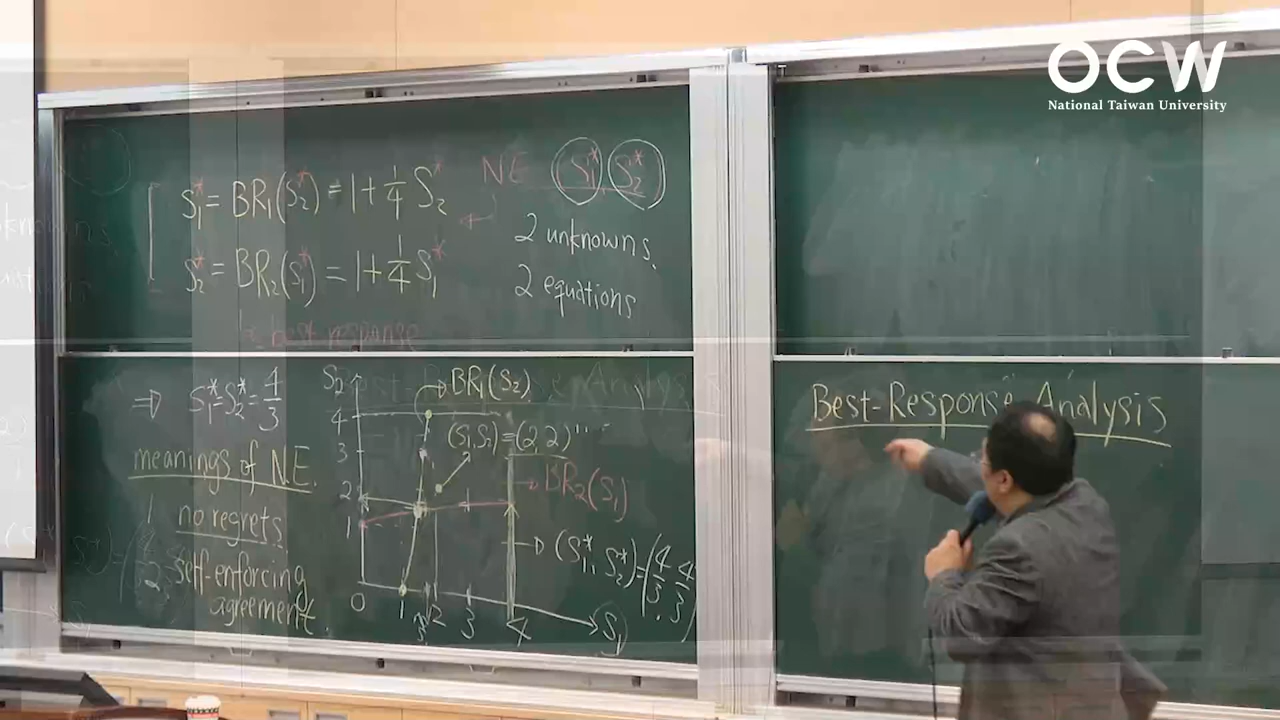 OCW
National Taiwan University
S₁* = BR₁(S₂*) = 1 + 1/4 S₂*
S₂* = BR₂(S₁*) = 1 + 1/4 S₁*
best response
NE S₁*, S₂*
2 unknowns,
2 equations
⇒ S₁* = S₂* = 4/3
meanings of N.E.
1 no regrets
2 self-enforcing
agreement.
S₂
4
3
2
1
0
1
4/3
2
3
4
S₁
BR₁(S₂)
(S₁, S₂) = (2, 2)
BR₂(S₁)
(S₁*, S₂*) = (4/3, 4/3)
Best-Response Analysis